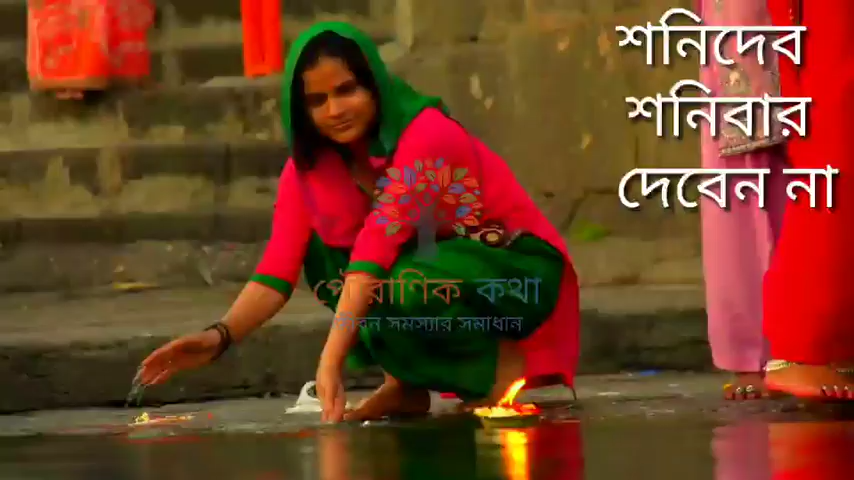 শনিদেব
শনিবার
দেবেন না
পৌরাণিক কথা
জীবন সমস্যার সমাধান